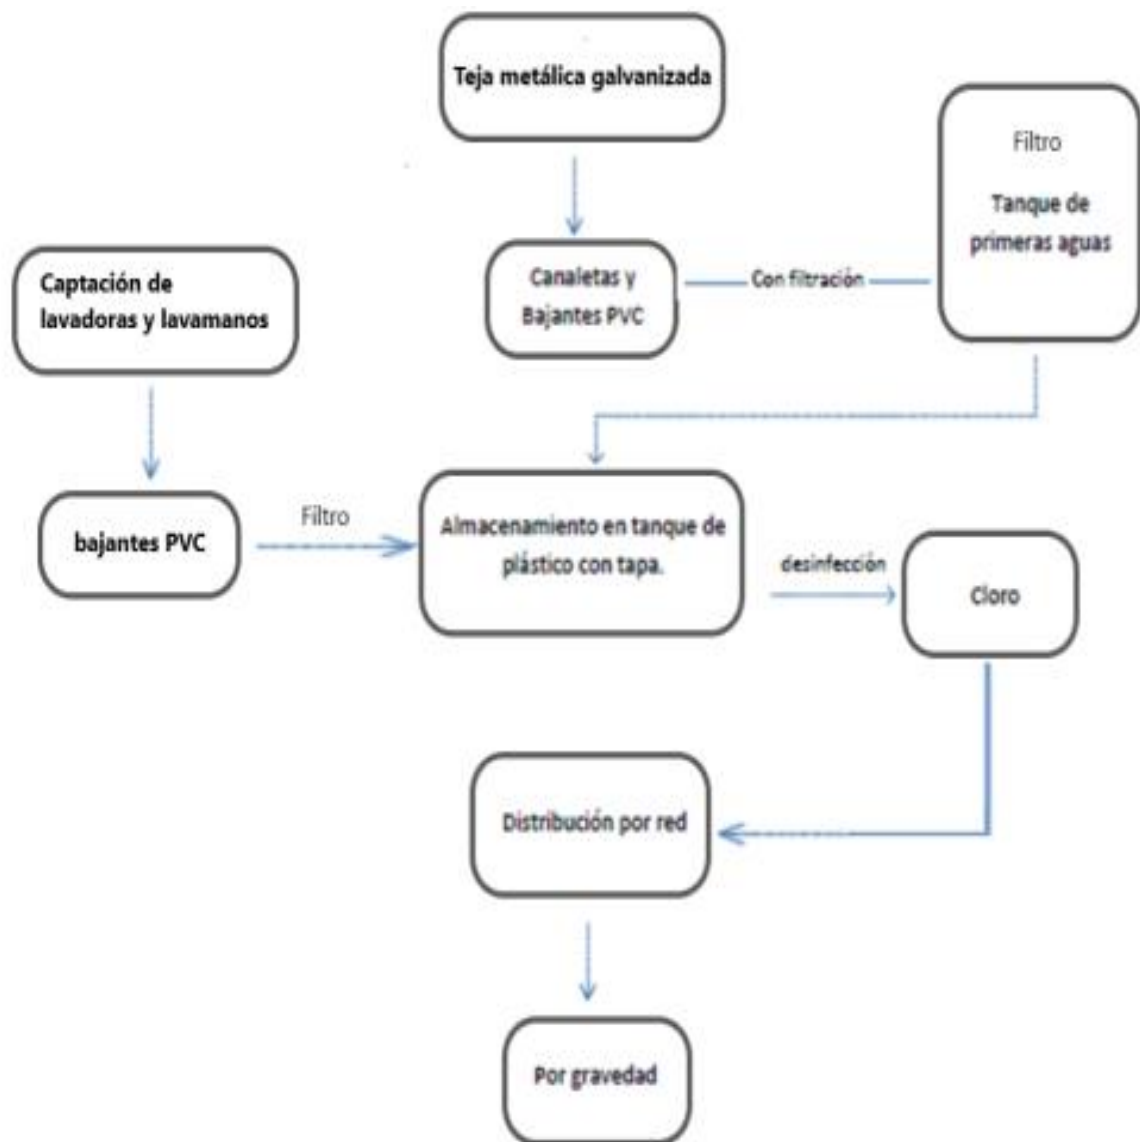 Teja metálica galvanizada
Filtro
Tanque de
primeras aguas
Canaletas y
Bajantes PVC
Con filtración
Captación de
lavadoras y lavamanos
bajantes PVC
Filtro
Almacenamiento en tanque de
plástico con tapa.
desinfección
Cloro
Distribución por red
Por gravedad